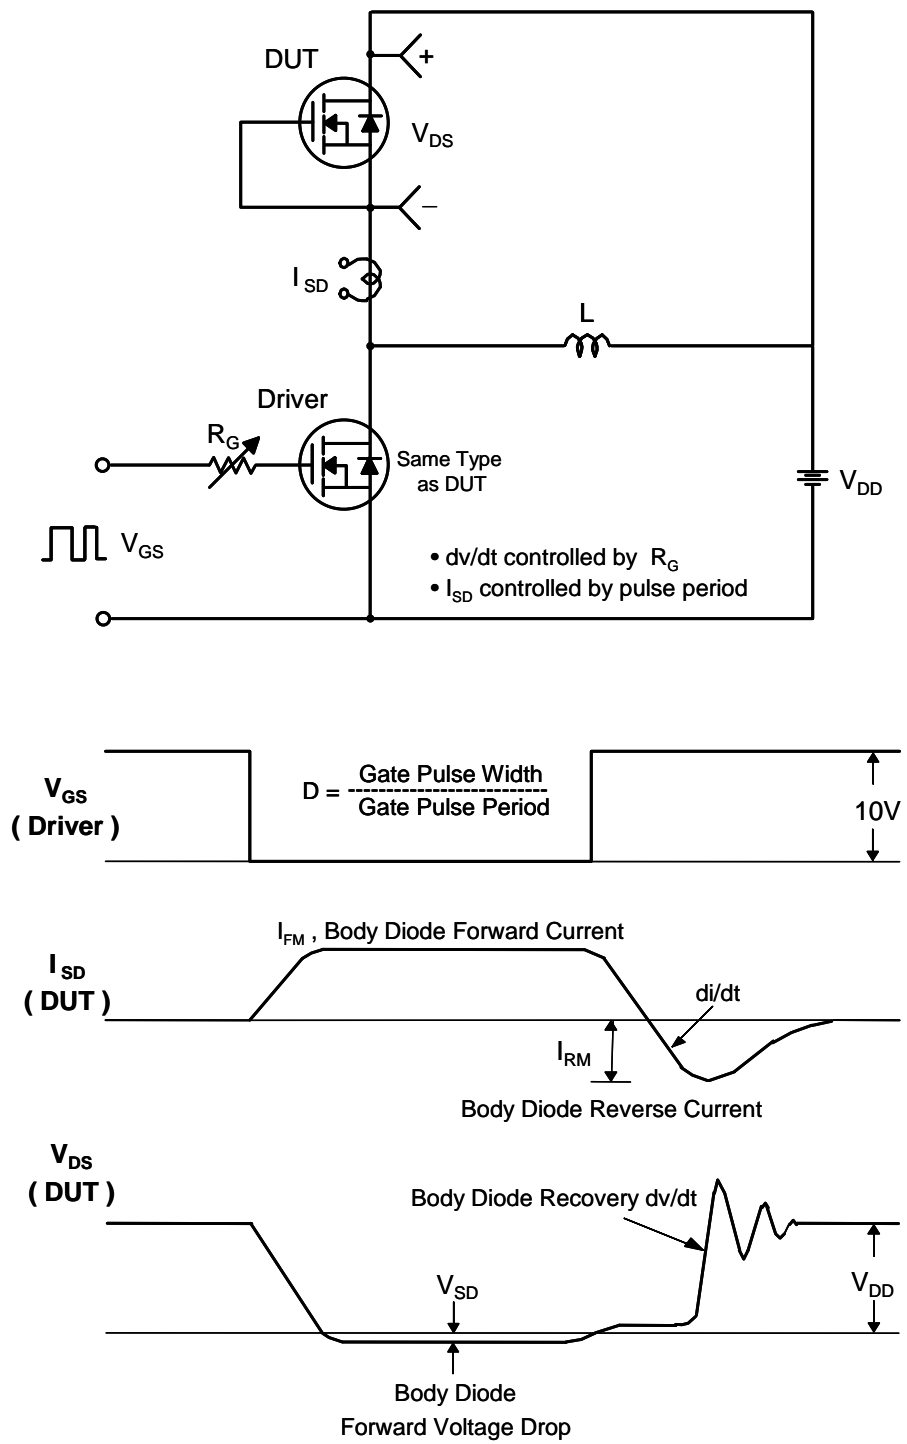 DUT
+
V_DS
–
I_SD
L
Driver
R_G
Same Type
as DUT
V_DD
V_GS
• dv/dt controlled by R_G
• I_SD controlled by pulse period
V_GS
( Driver )
D = Gate Pulse Width
Gate Pulse Period
10V
I_FM , Body Diode Forward Current
I_SD
( DUT )
di/dt
I_RM
Body Diode Reverse Current
V_DS
( DUT )
Body Diode Recovery dv/dt
V_SD
V_DD
Body Diode
Forward Voltage Drop